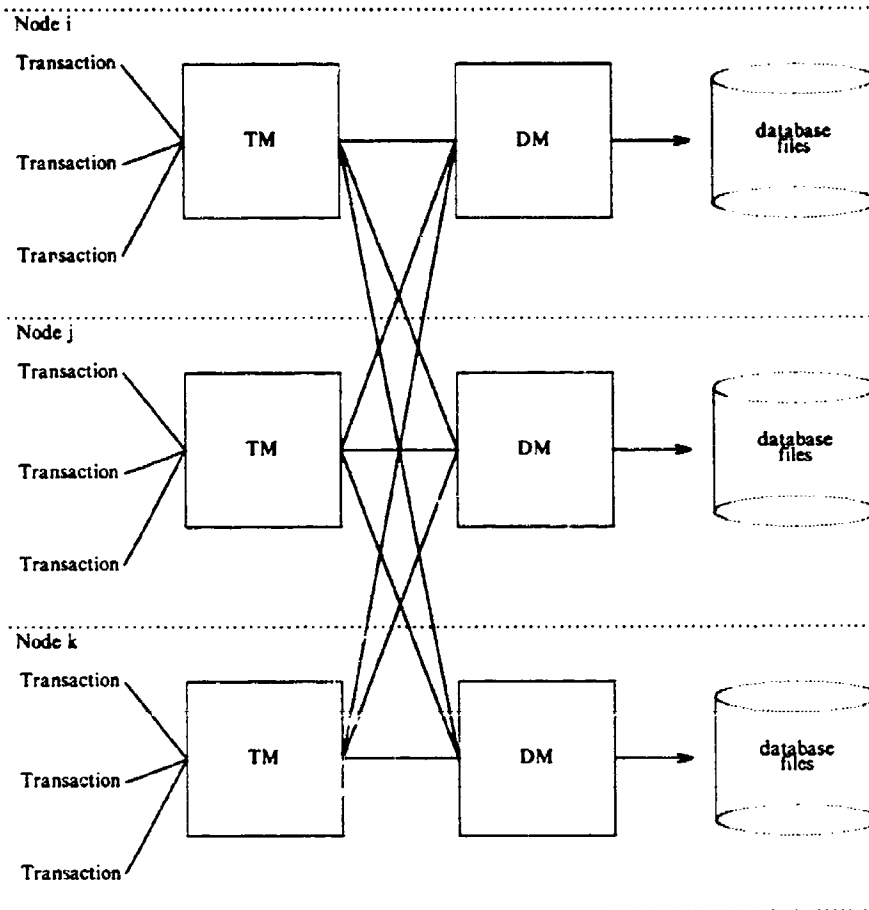 Node i
Transaction
Transaction
Transaction
TM
DM
database
files
Node j
Transaction
Transaction
Transaction
TM
DM
database
files
Node k
Transaction
Transaction
Transaction
TM
DM
database
files